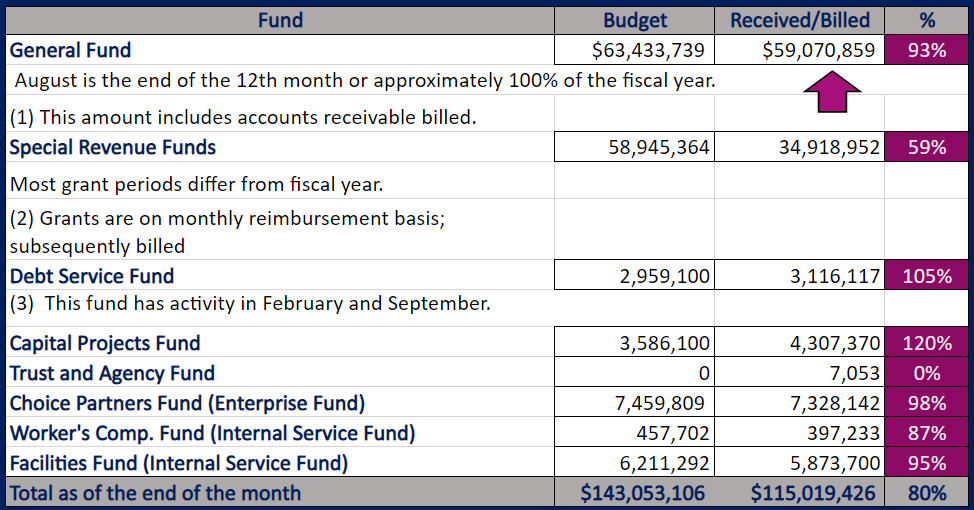 Fund Budget Received/Billed %
General Fund $63,433,739 $59,070,859 93%
August is the end of the 12th month or approximately 100% of the fiscal year.
(1) This amount includes accounts receivable billed.
Special Revenue Funds 58,945,364 34,918,952 59%
Most grant periods differ from fiscal year.
(2) Grants are on monthly reimbursement basis;
subsequently billed
Debt Service Fund 2,959,100 3,116,117 105%
(3) This fund has activity in February and September.
Capital Projects Fund 3,586,100 4,307,370 120%
Trust and Agency Fund 0 7,053 0%
Choice Partners Fund (Enterprise Fund) 7,459,809 7,328,142 98%
Worker's Comp. Fund (Internal Service Fund) 457,702 397,233 87%
Facilities Fund (Internal Service Fund) 6,211,292 5,873,700 95%
Total as of the end of the month $143,053,106 $115,019,426 80%